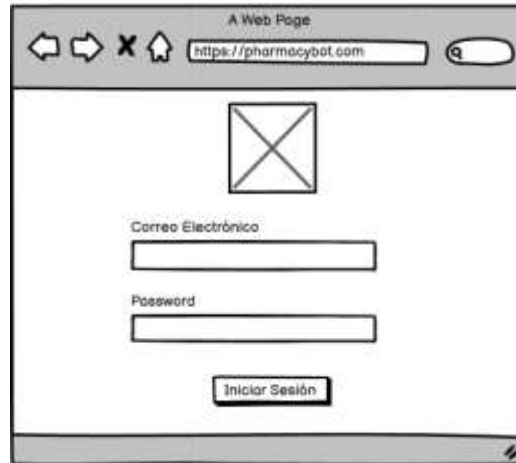 A Web Page
https://pharmacybot.com
Correo Electrónico
Password
Iniciar Sesión